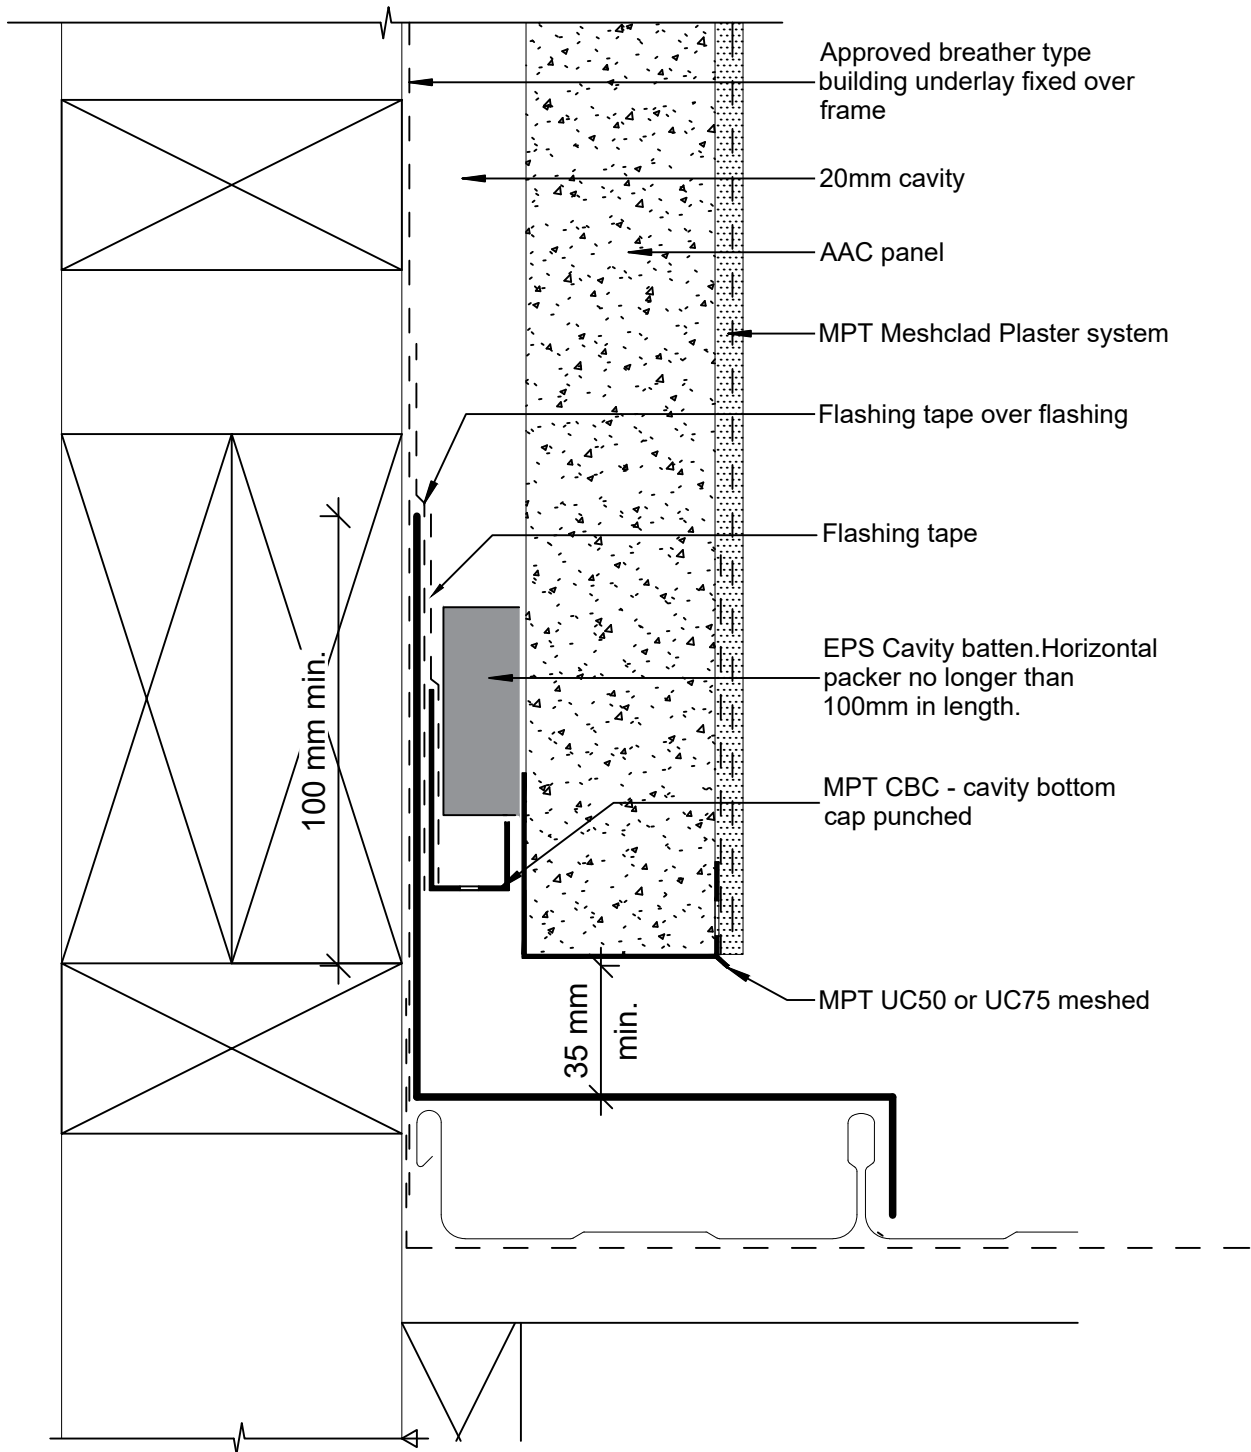 Approved breather type
building underlay fixed over
frame
20mm cavity
AAC panel
MPT Meshclad Plaster system
Flashing tape over flashing
Flashing tape
EPS Cavity batten.Horizontal
packer no longer than
100mm in length.
MPT CBC - cavity bottom
cap punched
MPT UC50 or UC75 meshed
100 mm min.
35 mm
min.